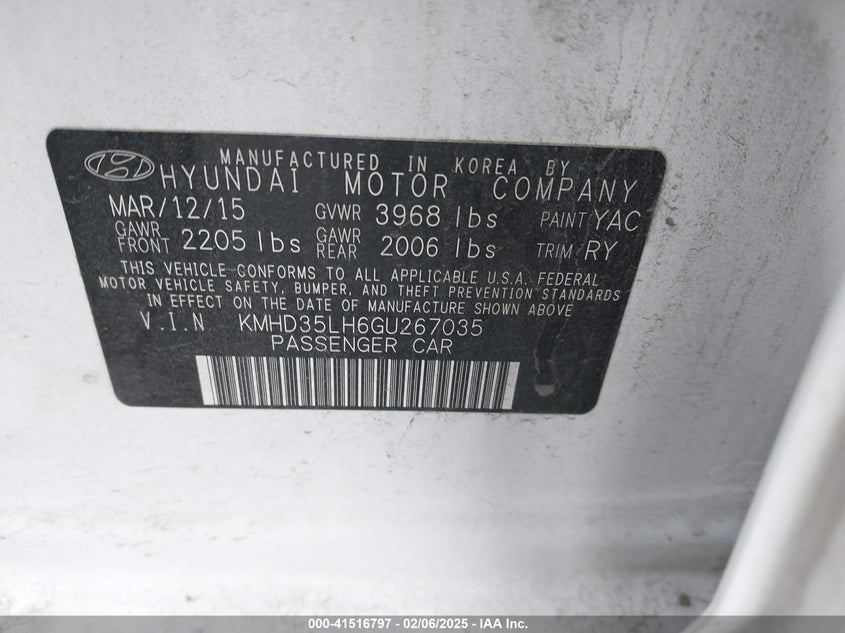 MANUFACTURED IN KOREA BY
HYUNDAI MOTOR COMPANY
MAR/12/15 GVWR 3968 lbs PAINT YAC
GAWR FRONT 2205 lbs GAWR REAR 2006 lbs TRIM RY
THIS VEHICLE CONFORMS TO ALL APPLICABLE U.S.A. FEDERAL
MOTOR VEHICLE SAFETY, BUMPER, AND THEFT PREVENTION STANDARDS
IN EFFECT ON THE DATE OF MANUFACTURE SHOWN ABOVE
V.I.N KMHD35LH6GU267035
PASSENGER CAR
000-41516797 - 02/06/2025 - IAA Inc.